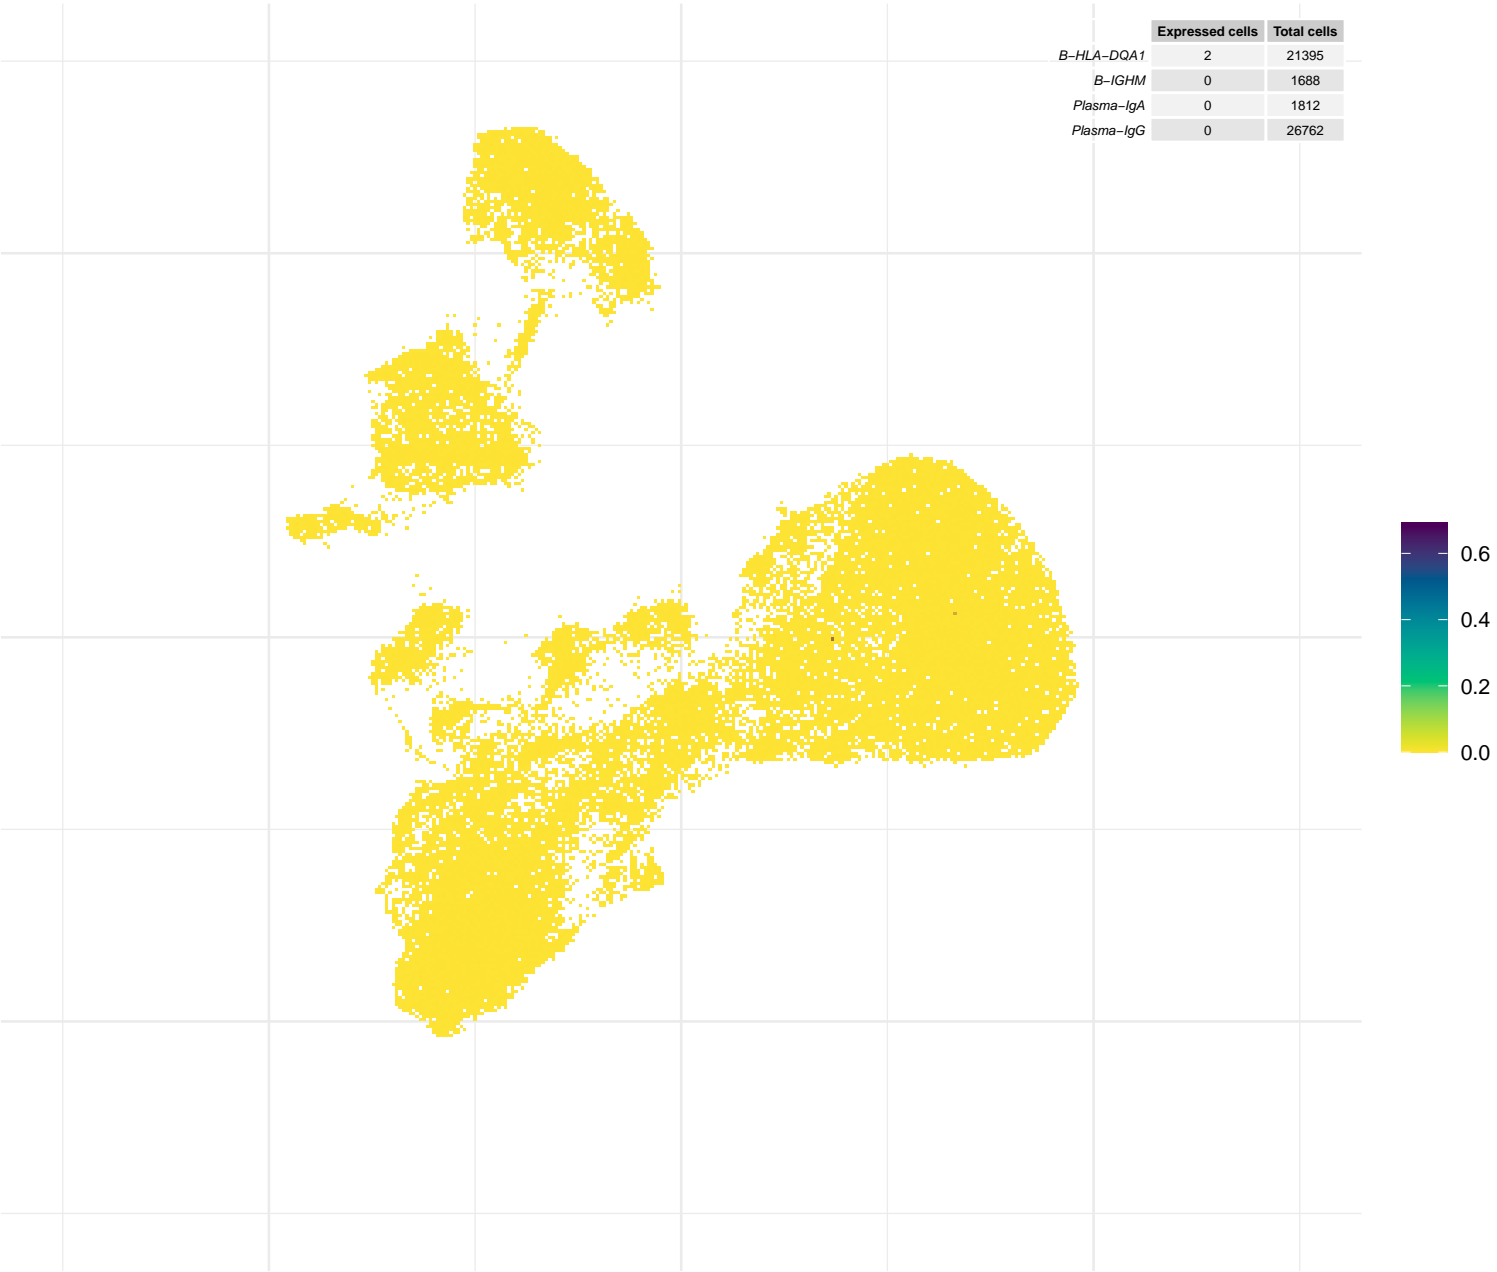 Expressed cells Total cells
B−HLA−DQA1 2 21395
B−IGHM 0 1688
Plasma−IgA 0 1812
Plasma−IgG 0 26762
0.6
0.4
0.2
0.0